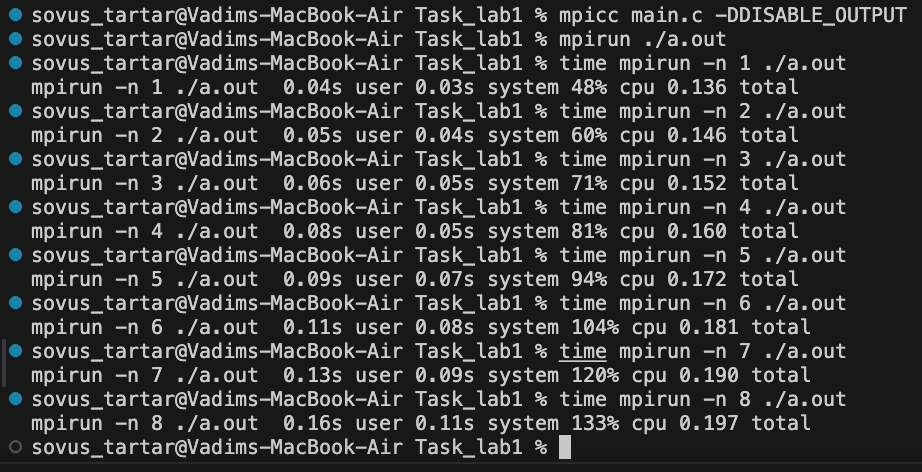 sovus_tartar@Vadims-MacBook-Air Task_lab1 % mpicc main.c -DDISABLE_OUTPUT
sovus_tartar@Vadims-MacBook-Air Task_lab1 % mpirun ./a.out
sovus_tartar@Vadims-MacBook-Air Task_lab1 % time mpirun -n 1 ./a.out
mpirun -n 1 ./a.out  0.04s user 0.03s system 48% cpu 0.136 total
sovus_tartar@Vadims-MacBook-Air Task_lab1 % time mpirun -n 2 ./a.out
mpirun -n 2 ./a.out  0.05s user 0.04s system 60% cpu 0.146 total
sovus_tartar@Vadims-MacBook-Air Task_lab1 % time mpirun -n 3 ./a.out
mpirun -n 3 ./a.out  0.06s user 0.05s system 71% cpu 0.152 total
sovus_tartar@Vadims-MacBook-Air Task_lab1 % time mpirun -n 4 ./a.out
mpirun -n 4 ./a.out  0.08s user 0.05s system 81% cpu 0.160 total
sovus_tartar@Vadims-MacBook-Air Task_lab1 % time mpirun -n 5 ./a.out
mpirun -n 5 ./a.out  0.09s user 0.07s system 94% cpu 0.172 total
sovus_tartar@Vadims-MacBook-Air Task_lab1 % time mpirun -n 6 ./a.out
mpirun -n 6 ./a.out  0.11s user 0.08s system 104% cpu 0.181 total
sovus_tartar@Vadims-MacBook-Air Task_lab1 % time mpirun -n 7 ./a.out
mpirun -n 7 ./a.out  0.13s user 0.09s system 120% cpu 0.190 total
sovus_tartar@Vadims-MacBook-Air Task_lab1 % time mpirun -n 8 ./a.out
mpirun -n 8 ./a.out  0.16s user 0.11s system 133% cpu 0.197 total
sovus_tartar@Vadims-MacBook-Air Task_lab1 %